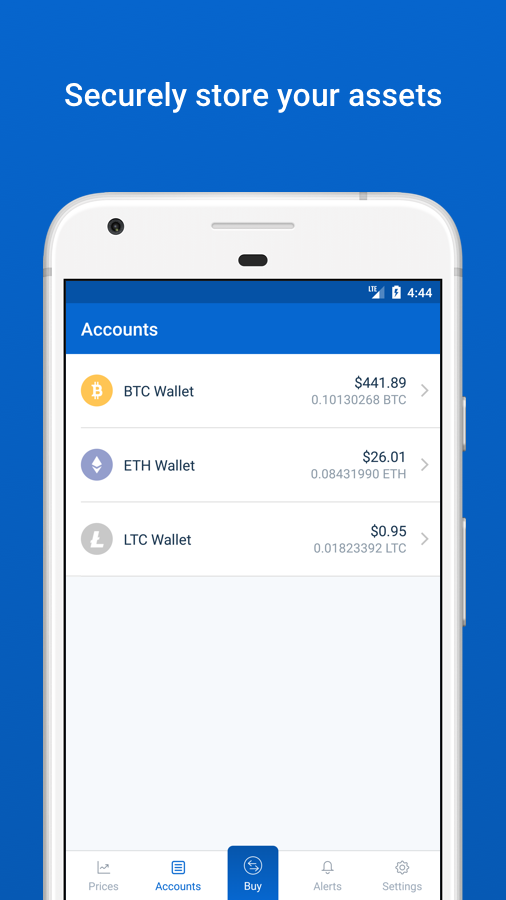 Securely store your assets
LTE 4:44
Accounts
BTC Wallet $441.89
0.10130268 BTC
ETH Wallet $26.01
0.08431990 ETH
LTC Wallet $0.95
0.01823392 LTC
Prices Accounts Buy Alerts Settings